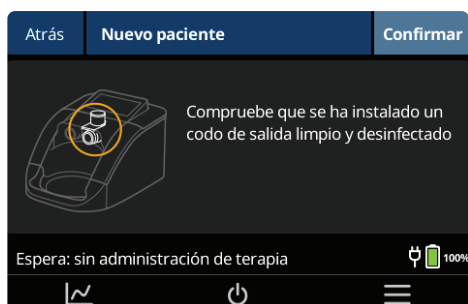 Atrás Nuevo paciente Confirmar
Compruebe que se ha instalado un
codo de salida limpio y desinfectado
Espera: sin administración de terapia 100%